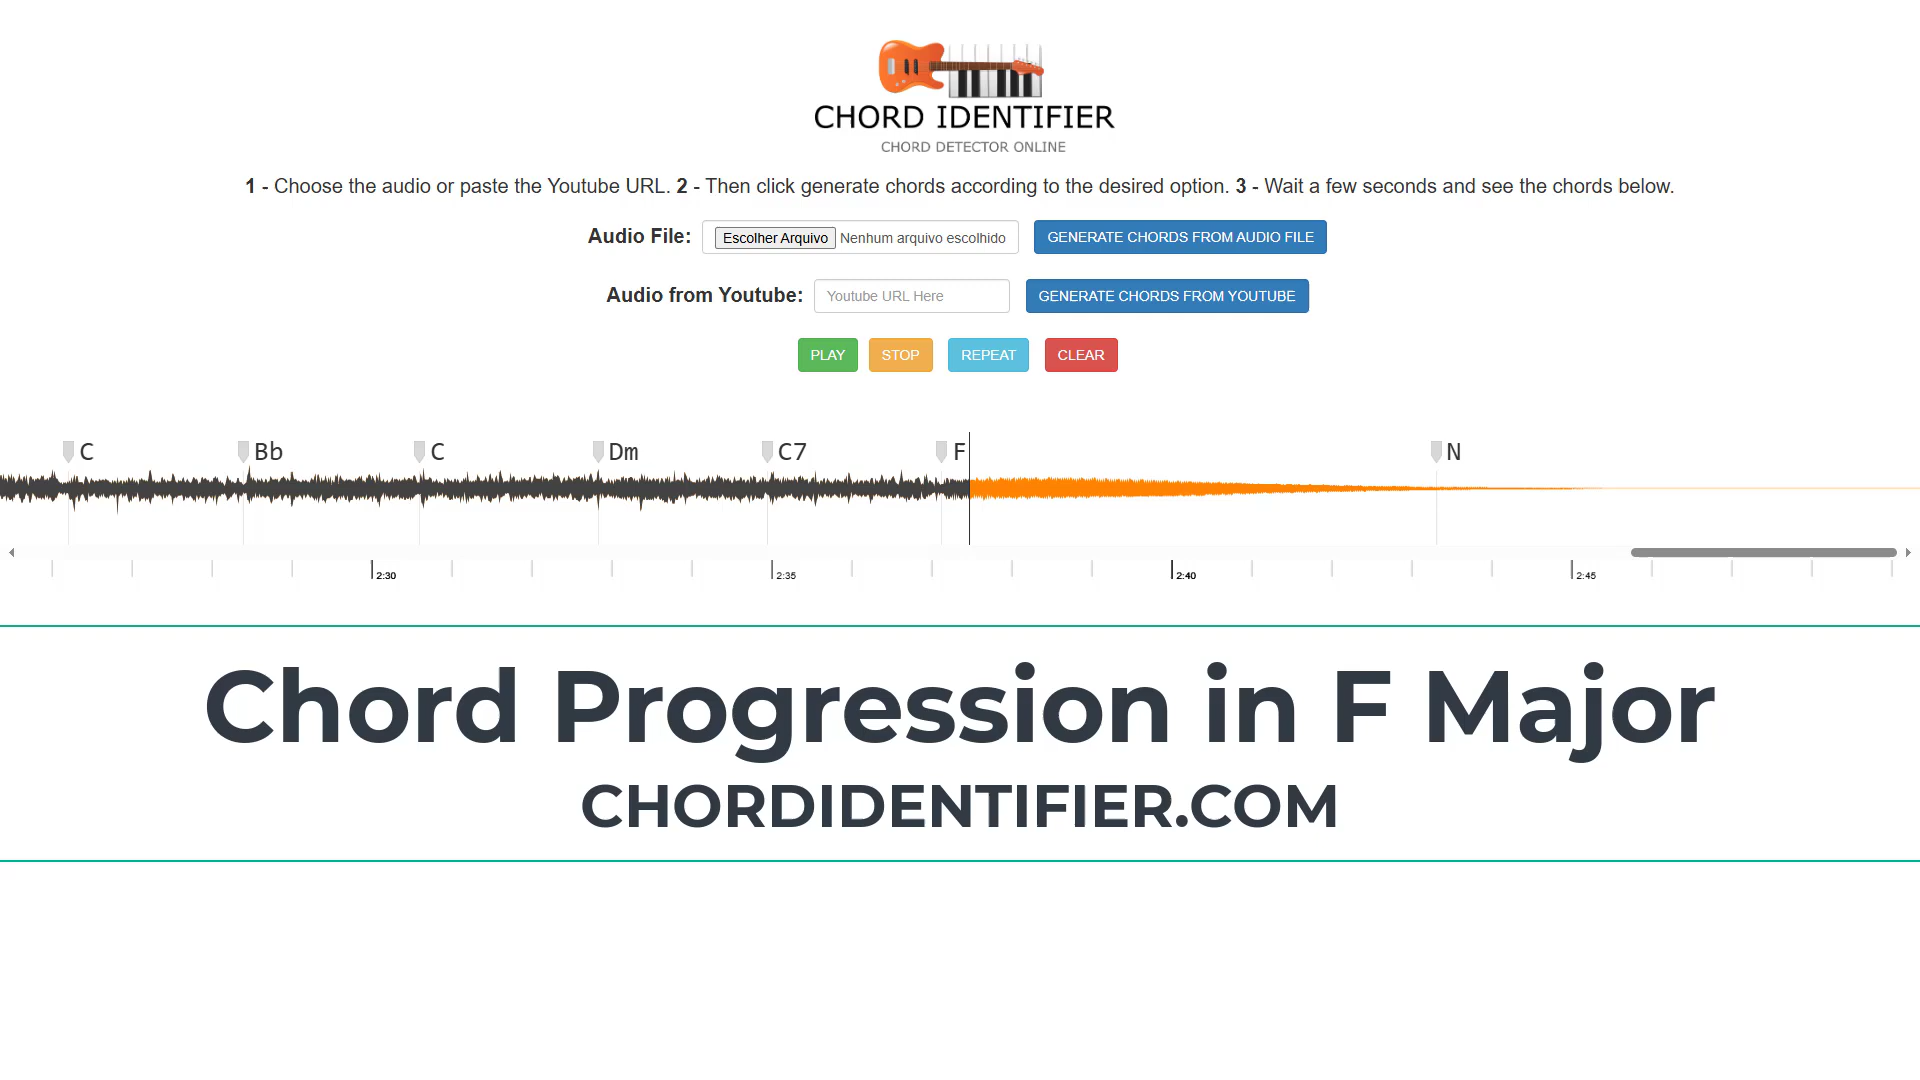 CHORD IDENTIFIER
CHORD DETECTOR ONLINE
1 - Choose the audio or paste the Youtube URL. 2 - Then click generate chords according to the desired option. 3 - Wait a few seconds and see the chords below.
Audio File: Escolher Arquivo Nenhum arquivo escolhido GENERATE CHORDS FROM AUDIO FILE
Audio from Youtube: Youtube URL Here GENERATE CHORDS FROM YOUTUBE
PLAY STOP REPEAT CLEAR
C Bb C Dm C7 F N
2:30 2:35 2:40 2:45
Chord Progression in F Major
CHORDIDENTIFIER.COM